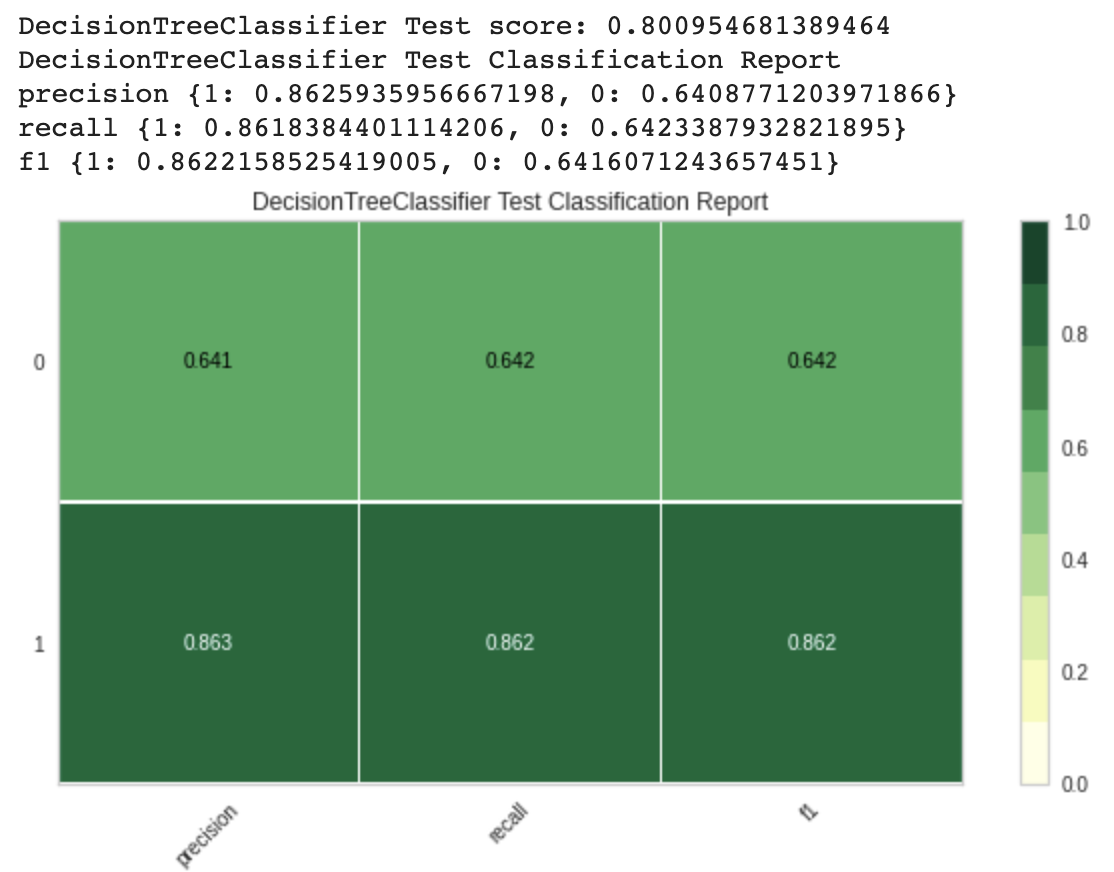 DecisionTreeClassifier Test score: 0.800954681389464
DecisionTreeClassifier Test Classification Report
precision {1: 0.8625935956667198, 0: 0.6408771203971866}
recall {1: 0.8618384401114206, 0: 0.6423387932821895}
f1 {1: 0.8622158525419005, 0: 0.6416071243657451}
DecisionTreeClassifier Test Classification Report
1.0
0.8
0 0.641 0.642 0.642
0.6
0.4
1 0.863 0.862 0.862
0.2
0.0
precision recall f1